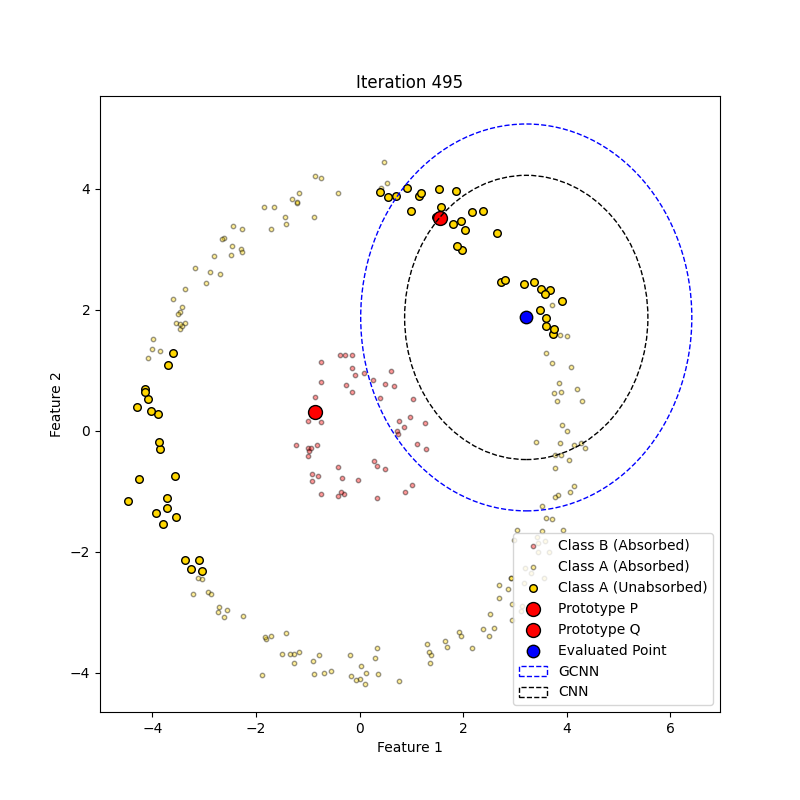 Iteration 495
Feature 2
4
2
0
−2
−4
Class B (Absorbed)
Class A (Absorbed)
Class A (Unabsorbed)
Prototype P
Prototype Q
Evaluated Point
GCNN
CNN
−4 −2 0 2 4 6
Feature 1